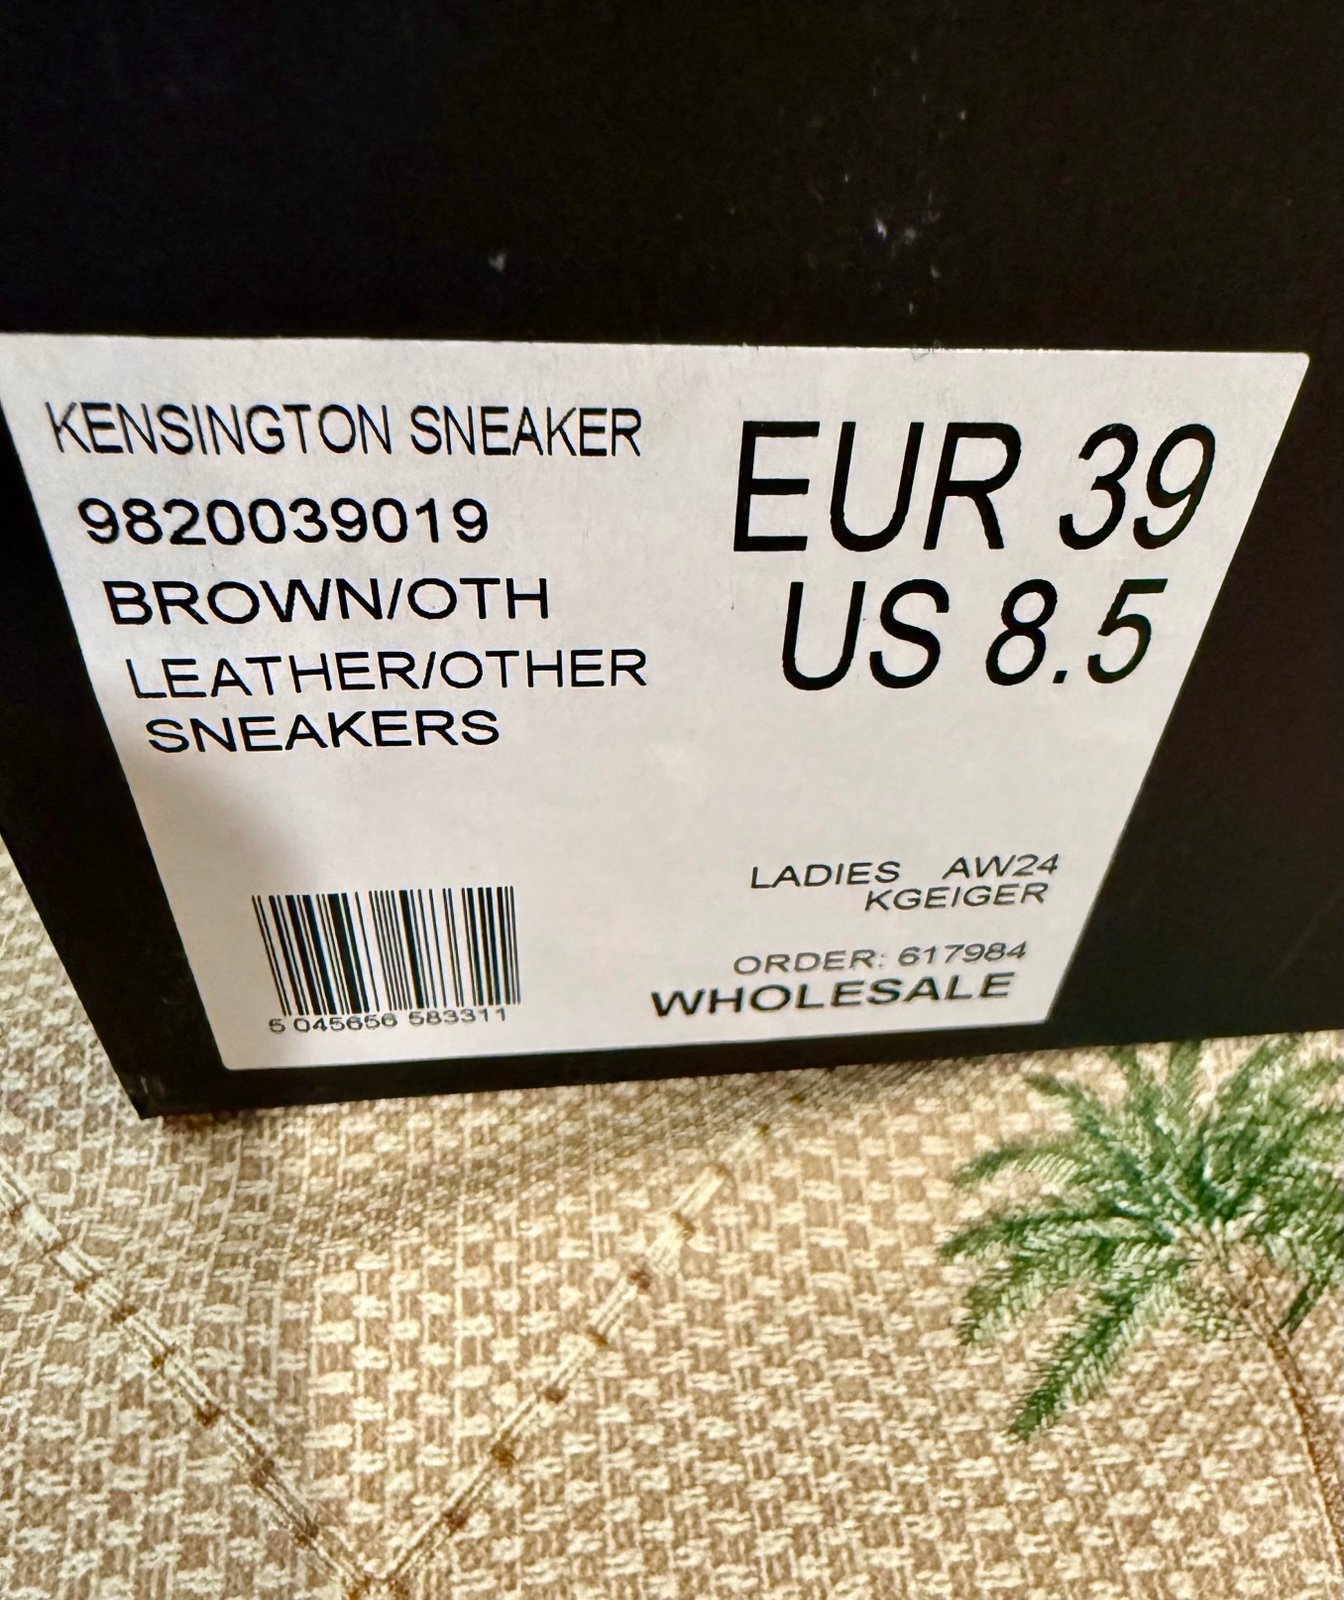 KENSINGTON SNEAKER
9820039019
BROWN/OTH
LEATHER/OTHER
SNEAKERS
EUR 39
US 8.5
LADIES AW24
KGEIGER
ORDER: 617984
WHOLESALE
5 045656 583311